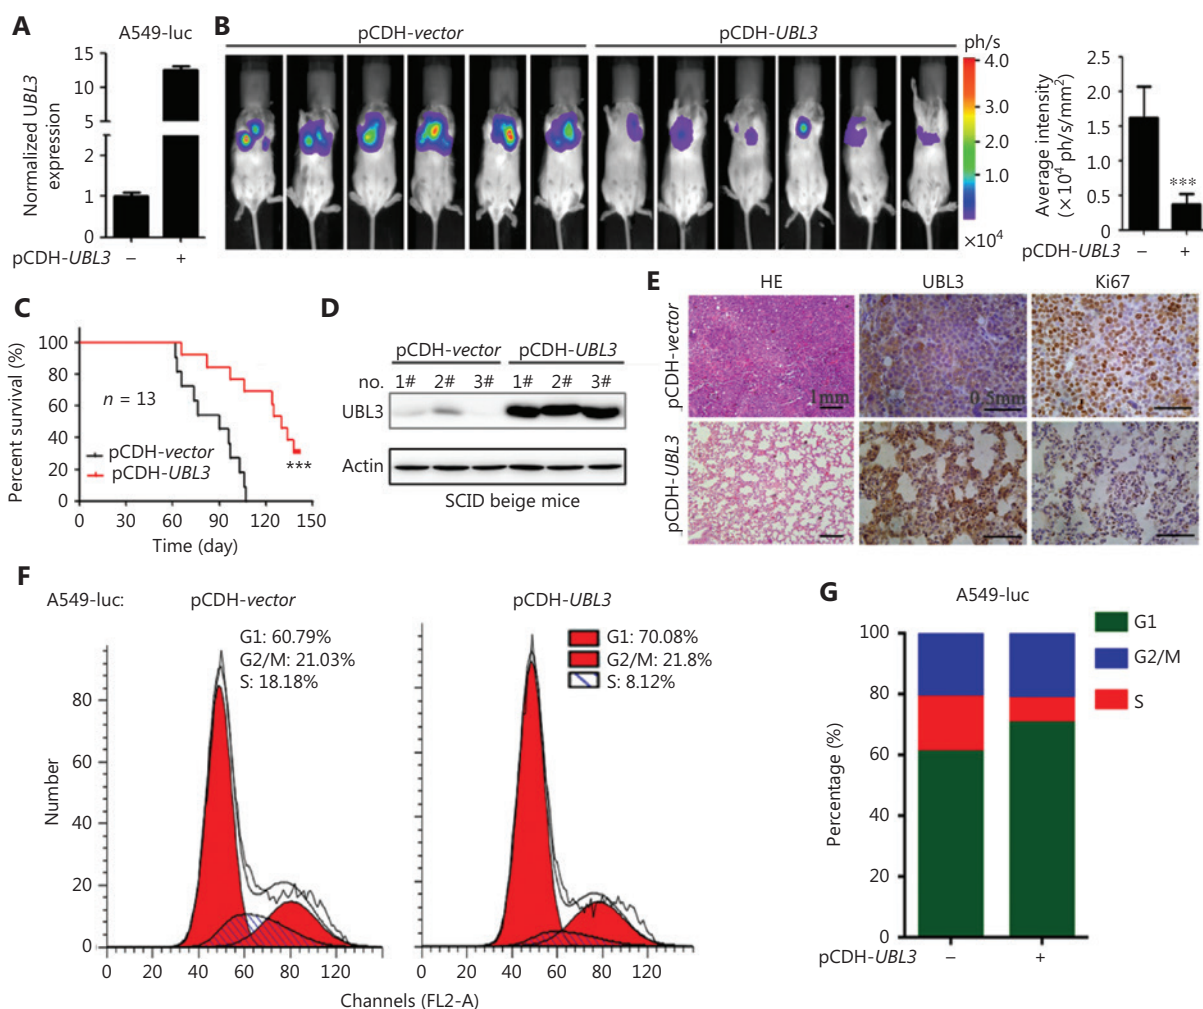 A
A549-luc
Normalized UBL3
expression
15
10
5
2
1
0
pCDH-UBL3
–
+
B
pCDH-vector
pCDH-UBL3
ph/s
4.0
3.0
2.0
1.0
×10⁴
Average intensity
(×10⁴ ph/s/mm²)
2.5
2.0
1.5
1.0
0.5
0
***
pCDH-UBL3
–
+
C
Percent survival (%)
100
80
60
40
20
0
n = 13
pCDH-vector
pCDH-UBL3
***
0 30 60 90 120 150
Time (day)
D
pCDH-vector
pCDH-UBL3
no. 1# 2# 3# 1# 2# 3#
UBL3
Actin
SCID beige mice
E
HE
UBL3
Ki67
pCDH-vector
1mm
0.5mm
pCDH-UBL3
F
A549-luc:
pCDH-vector
pCDH-UBL3
G1: 60.79%
G2/M: 21.03%
S: 18.18%
G1: 70.08%
G2/M: 21.8%
S: 8.12%
Number
80
60
40
20
0
0 20 40 60 80 120
0 20 40 60 80 120
Channels (FL2-A)
G
A549-luc
G1
G2/M
S
Percentage (%)
100
80
60
40
20
0
pCDH-UBL3
–
+